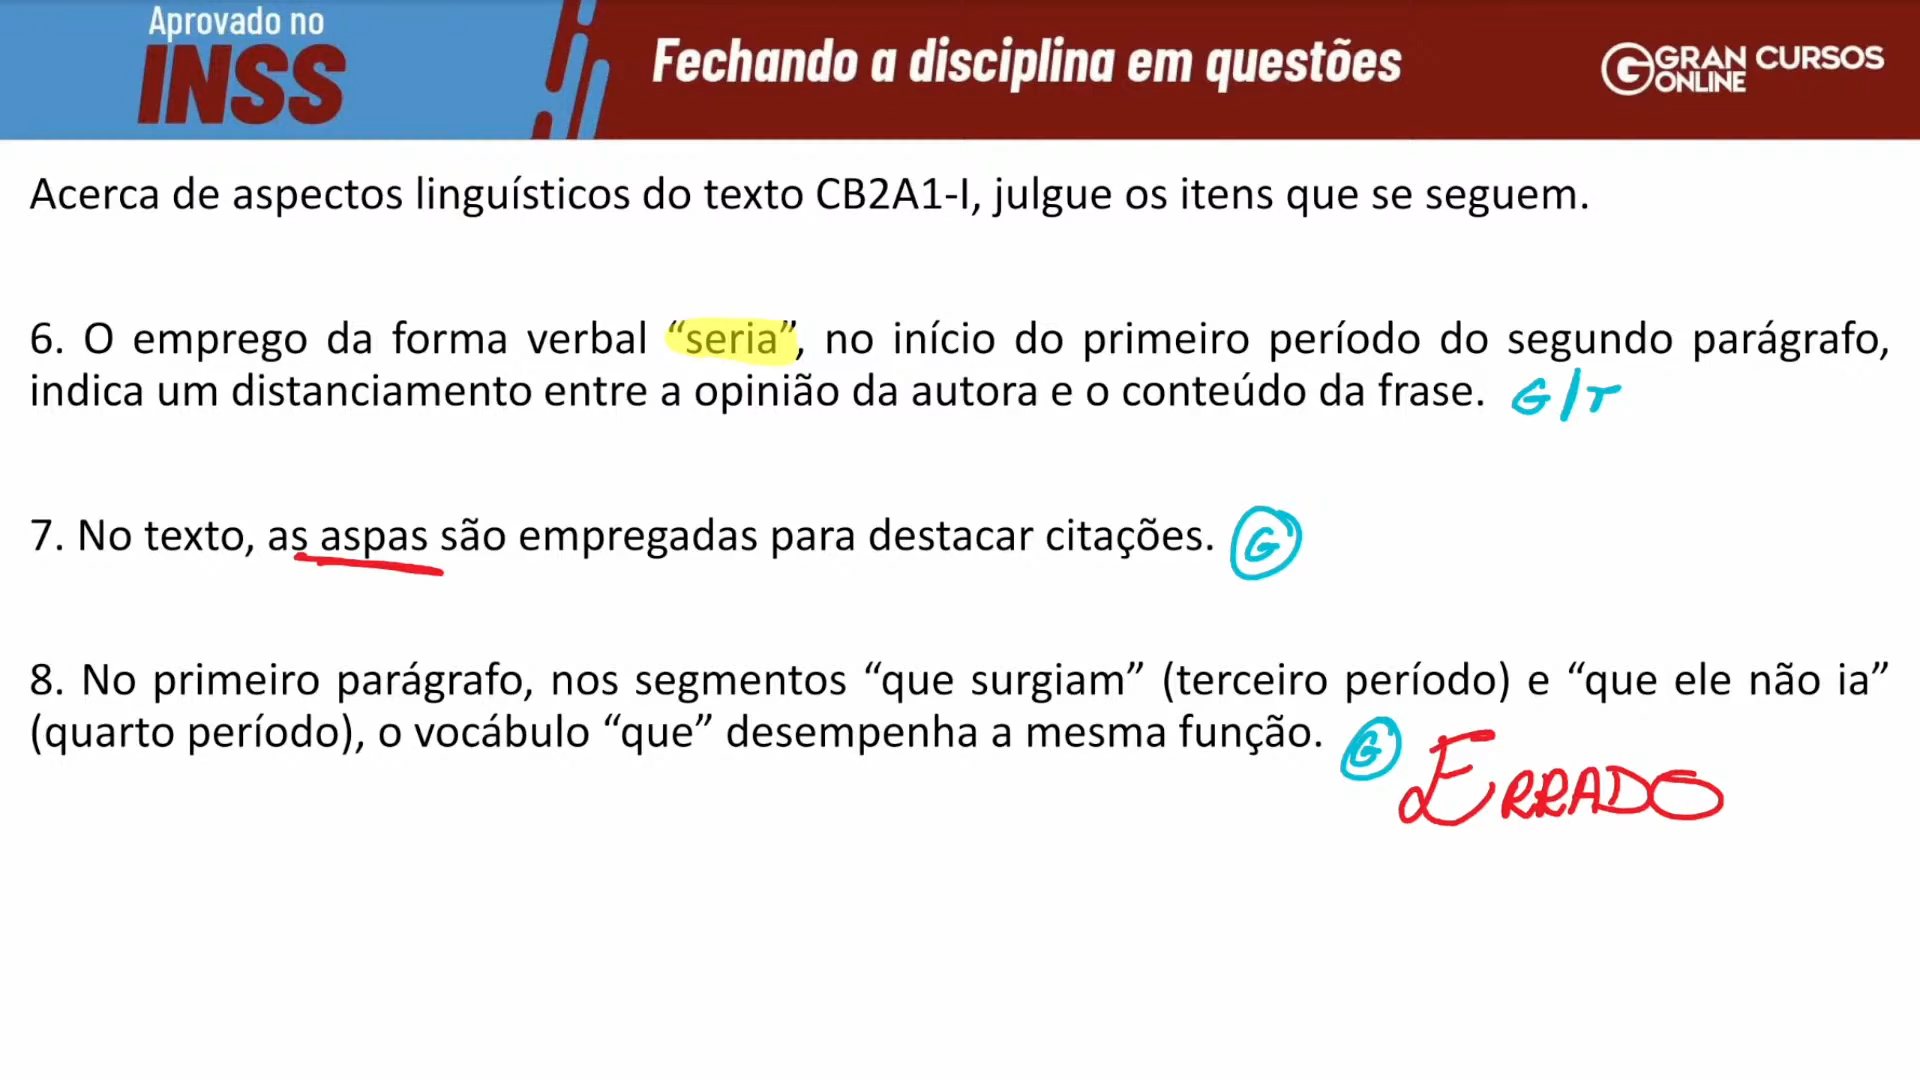 Aprovado no
INSS
Fechando a disciplina em questões
GRAN CURSOS
ONLINE
Acerca de aspectos linguísticos do texto CB2A1-I, julgue os itens que se seguem.
6. O emprego da forma verbal “seria”, no início do primeiro período do segundo parágrafo,
indica um distanciamento entre a opinião da autora e o conteúdo da frase. G/T
7. No texto, as aspas são empregadas para destacar citações. G
8. No primeiro parágrafo, nos segmentos “que surgiam” (terceiro período) e “que ele não ia”
(quarto período), o vocábulo “que” desempenha a mesma função. G ERRADO